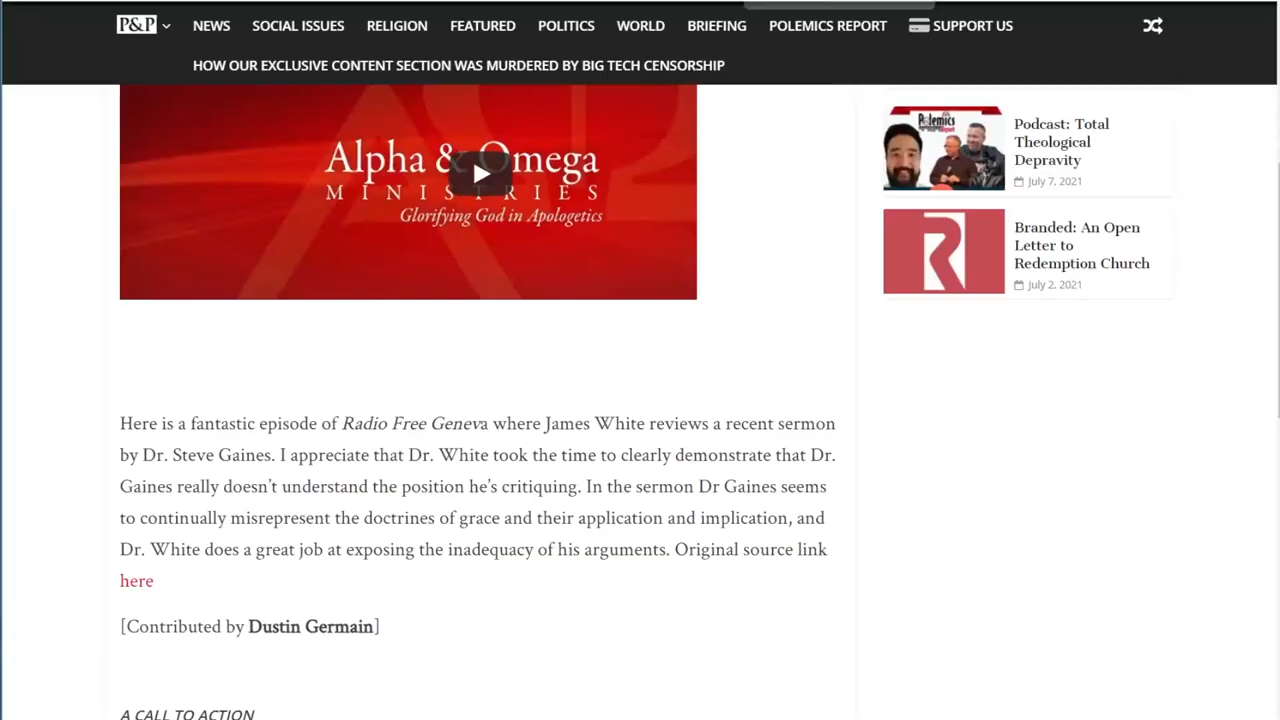 P&P NEWS SOCIAL ISSUES RELIGION FEATURED POLITICS WORLD BRIEFING POLEMICS REPORT SUPPORT US
HOW OUR EXCLUSIVE CONTENT SECTION WAS MURDERED BY BIG TECH CENSORSHIP
Alpha & Omega
MINISTRIES
Glorifying God in Apologetics
Here is a fantastic episode of Radio Free Geneva where James White reviews a recent sermon
by Dr. Steve Gaines. I appreciate that Dr. White took the time to clearly demonstrate that Dr.
Gaines really doesn’t understand the position he’s critiquing. In the sermon Dr Gaines seems
to continually misrepresent the doctrines of grace and their application and implication, and
Dr. White does a great job at exposing the inadequacy of his arguments. Original source link
here
[Contributed by Dustin Germain]
A CALL TO ACTION
Polemics
Podcast: Total
Theological
Depravity
July 7, 2021
R
Branded: An Open
Letter to
Redemption Church
July 2, 2021